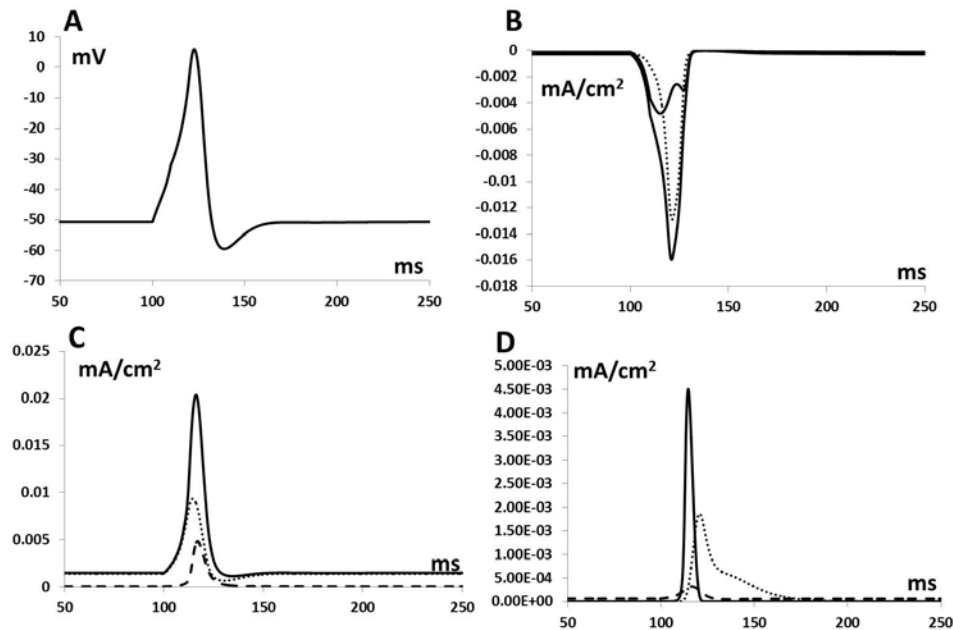 A
mV
10
0
-10
-20
-30
-40
-50
-60
-70
ms
50 100 150 200 250
B
0
-0.002
mA/cm²
-0.004
-0.006
-0.008
-0.01
-0.012
-0.014
-0.016
-0.018
ms
50 100 150 200 250
C
0.025
mA/cm²
0.02
0.015
0.01
0.005
0
ms
50 100 150 200 250
D
5.00E-03
mA/cm²
4.50E-03
4.00E-03
3.50E-03
3.00E-03
2.50E-03
2.00E-03
1.50E-03
1.00E-03
5.00E-04
0.00E+00
ms
50 100 150 200 250